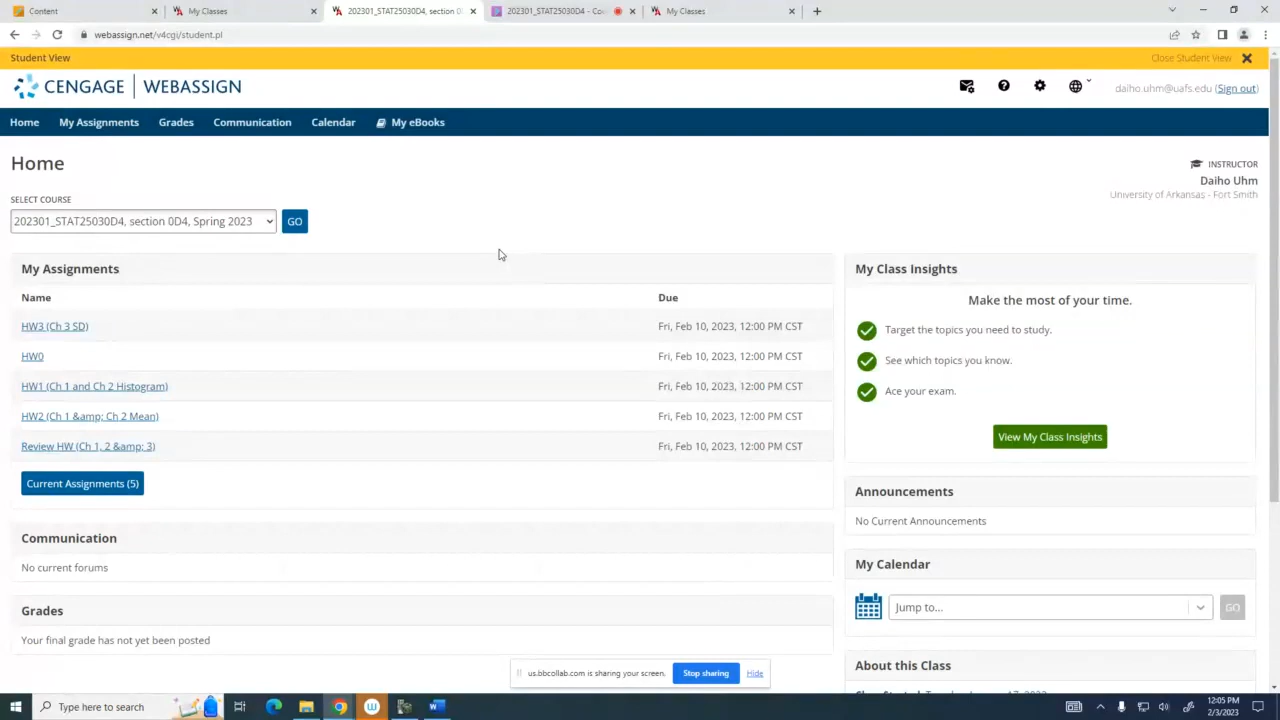 Content
My Classes
202301_STAT25030D4, section 0D
202301_STAT25030D4 - Co
My Classes
webassign.net/v4cgi/student.pl
Student View
Close Student View
CENGAGE WEBASSIGN
daiho.uhm@uafs.edu (Sign out)
Home My Assignments Grades Communication Calendar My eBooks
Home
INSTRUCTOR
Daiho Uhm
University of Arkansas - Fort Smith
SELECT COURSE
202301_STAT25030D4, section 0D4, Spring 2023 GO
My Assignments
Name Due
HW3 (Ch 3 SD) Fri, Feb 10, 2023, 12:00 PM CST
HW0 Fri, Feb 10, 2023, 12:00 PM CST
HW1 (Ch 1 and Ch 2 Histogram) Fri, Feb 10, 2023, 12:00 PM CST
HW2 (Ch 1 &amp; Ch 2 Mean) Fri, Feb 10, 2023, 12:00 PM CST
Review HW (Ch 1, 2 &amp; 3) Fri, Feb 10, 2023, 12:00 PM CST
Current Assignments (5)
Communication
No current forums
Grades
Your final grade has not yet been posted
My Class Insights
Make the most of your time.
Target the topics you need to study.
See which topics you know.
Ace your exam.
View My Class Insights
Announcements
No Current Announcements
My Calendar
Jump to... GO
About this Class
us.bbcollab.com is sharing your screen. Stop sharing Hide
Type here to search
12:05 PM
2/3/2023